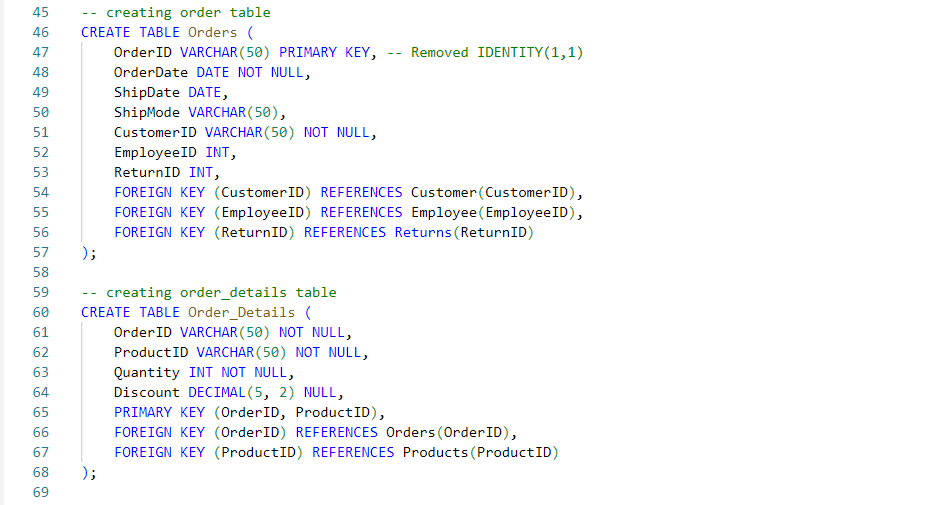 45 -- creating order table
46 CREATE TABLE Orders (
47 OrderID VARCHAR(50) PRIMARY KEY, -- Removed IDENTITY(1,1)
48 OrderDate DATE NOT NULL,
49 ShipDate DATE,
50 ShipMode VARCHAR(50),
51 CustomerID VARCHAR(50) NOT NULL,
52 EmployeeID INT,
53 ReturnID INT,
54 FOREIGN KEY (CustomerID) REFERENCES Customer(CustomerID),
55 FOREIGN KEY (EmployeeID) REFERENCES Employee(EmployeeID),
56 FOREIGN KEY (ReturnID) REFERENCES Returns(ReturnID)
57 );
58
59 -- creating order_details table
60 CREATE TABLE Order_Details (
61 OrderID VARCHAR(50) NOT NULL,
62 ProductID VARCHAR(50) NOT NULL,
63 Quantity INT NOT NULL,
64 Discount DECIMAL(5, 2) NULL,
65 PRIMARY KEY (OrderID, ProductID),
66 FOREIGN KEY (OrderID) REFERENCES Orders(OrderID),
67 FOREIGN KEY (ProductID) REFERENCES Products(ProductID)
68 );
69